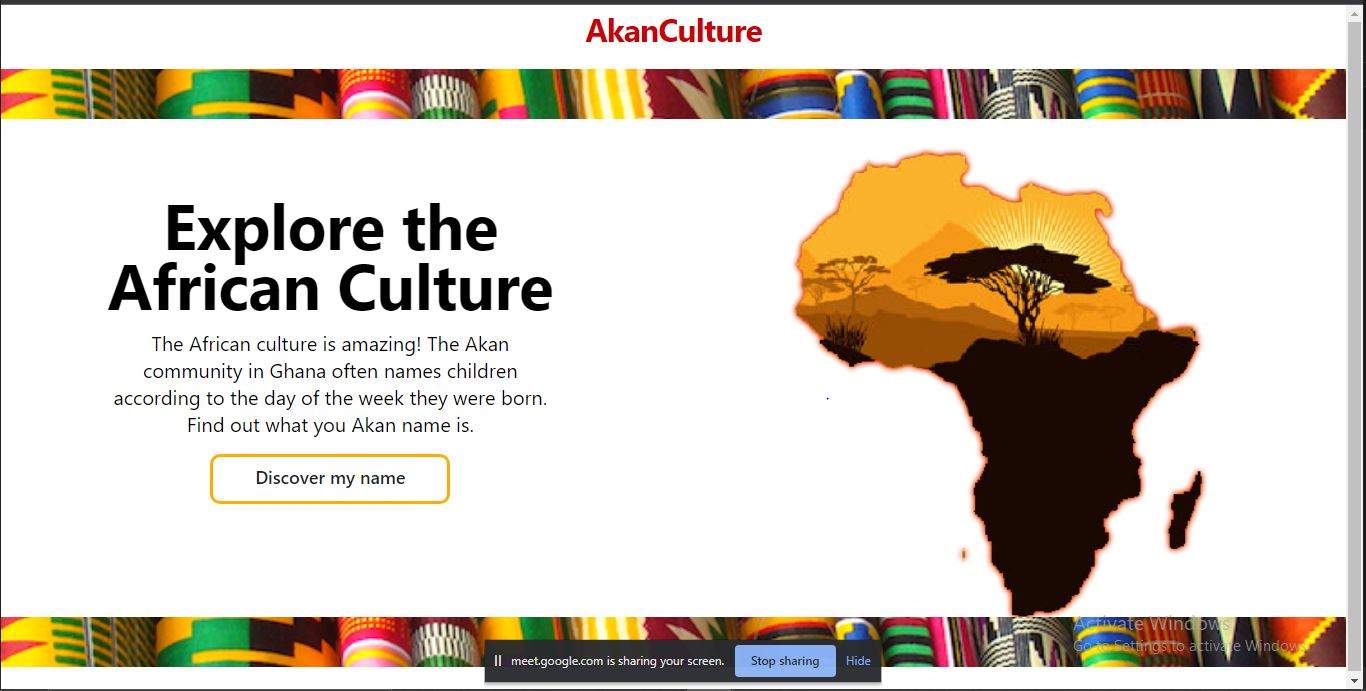 AkanCulture
Explore the
African Culture
The African culture is amazing! The Akan
community in Ghana often names children
according to the day of the week they were born.
Find out what you Akan name is.
Discover my name
Activate Windows
Go to Settings to activate Windows.
meet.google.com is sharing your screen.
Stop sharing
Hide